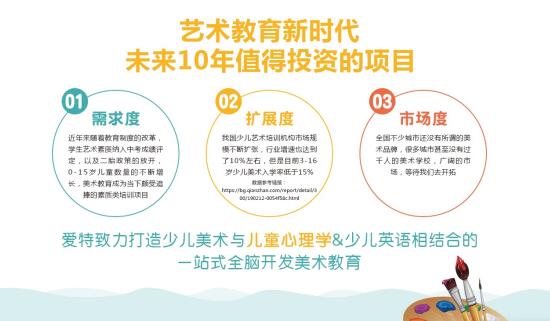 艺术教育新时代
未来10年值得投资的项目
01
需求度
近年来随着教育制度的改革,
学生艺术素质纳入中考成绩评
定，以及二胎政策的放开，
0-15岁儿童数量的不断增
长，美术教育成为当下颇受追
捧的素质类培训项目
02
扩展度
我国少儿艺术培训机构市场规
模不断扩张，行业增速也达到
了10%左右，但是目前3-16
岁少儿美术入学率低于15%
数据参考链接：
https://bg.qianzhan.com/report/detail/300/190212-0054f58c.html
03
市场度
全国不少城市还没有所谓的美
术品牌，很多城市甚至没有过
千人的美术学校，广阔的市
场，等待我们去开拓
爱特致力打造少儿美术与儿童心理学&少儿英语相结合的
一站式全脑开发美术教育